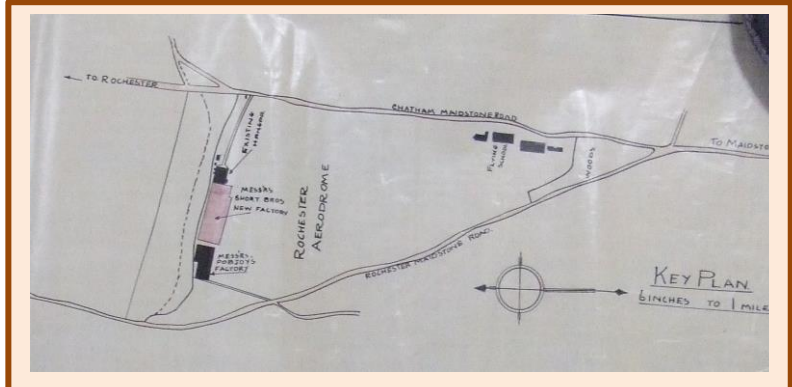 TO ROCHESTER
CHATHAM MAIDSTONE ROAD
TO MAIDST
EXISTING
HANGAR
FLYING
SCHOOL
WOODS
MESSRS
SHORT BROS
NEW FACTORY
ROCHESTER
AERODROME
MESSRS.
POBJOYS
FACTORY
ROCHESTER MAIDSTONE ROAD.
KEY PLAN
6 INCHES TO 1 MILE